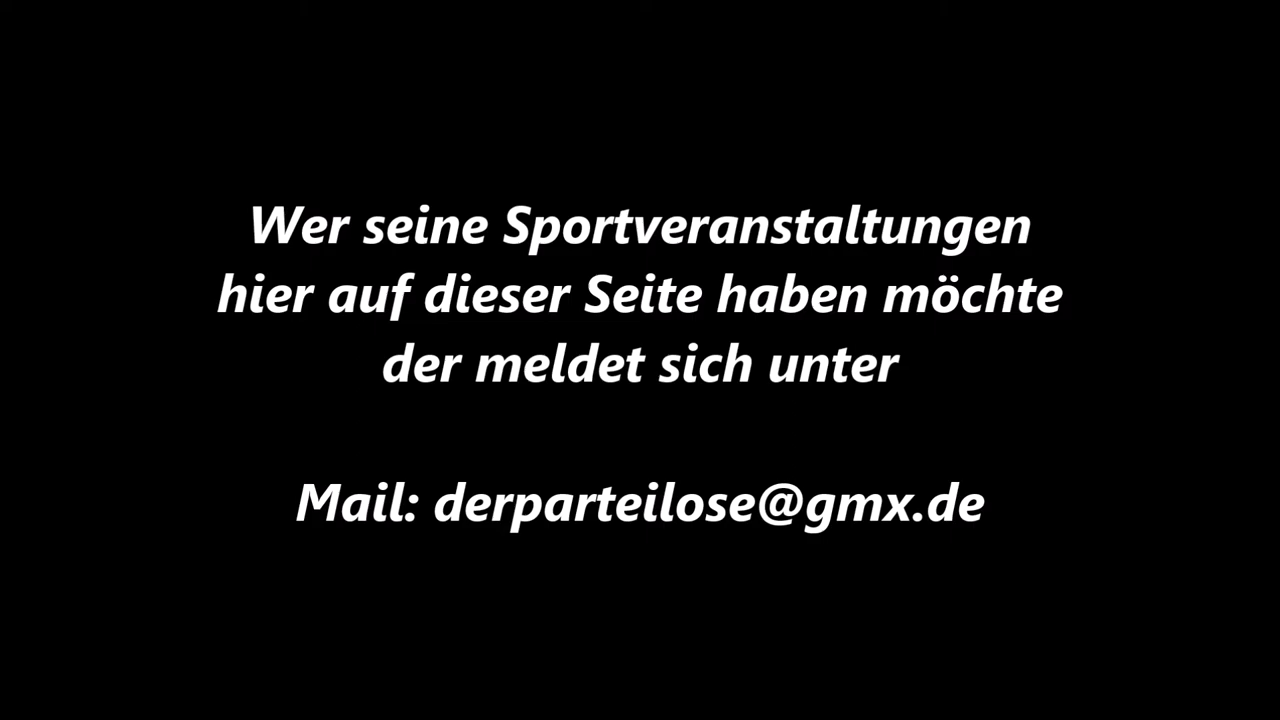 Wer seine Sportveranstaltungen
hier auf dieser Seite haben möchte
der meldet sich unter
Mail: derparteilose@gmx.de